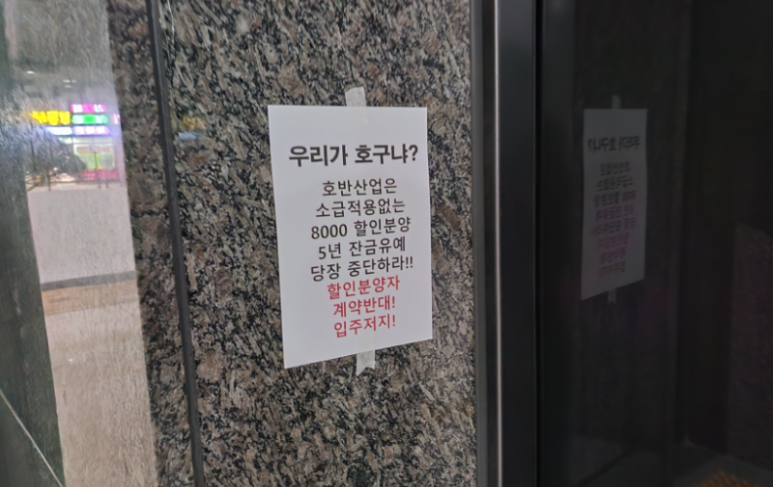 우리가 호구냐?
호반산업은
소급적용없는
8000 할인분양
5년 잔금유예
당장 중단하라!!
할인분양자
계약반대!
입주저지!